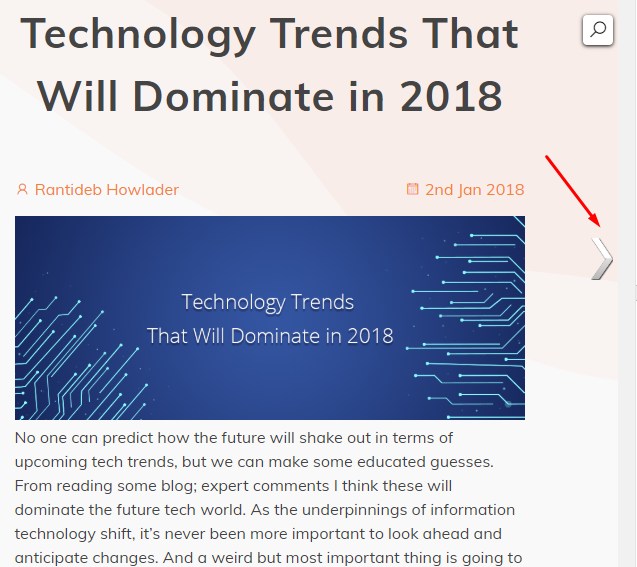 Technology Trends That
Will Dominate in 2018
Rantideb Howlader
2nd Jan 2018
Technology Trends
That Will Dominate in 2018
No one can predict how the future will shake out in terms of
upcoming tech trends, but we can make some educated guesses.
From reading some blog; expert comments I think these will
dominate the future tech world. As the underpinnings of information
technology shift, it’s never been more important to look ahead and
anticipate changes. And a weird but most important thing is going to